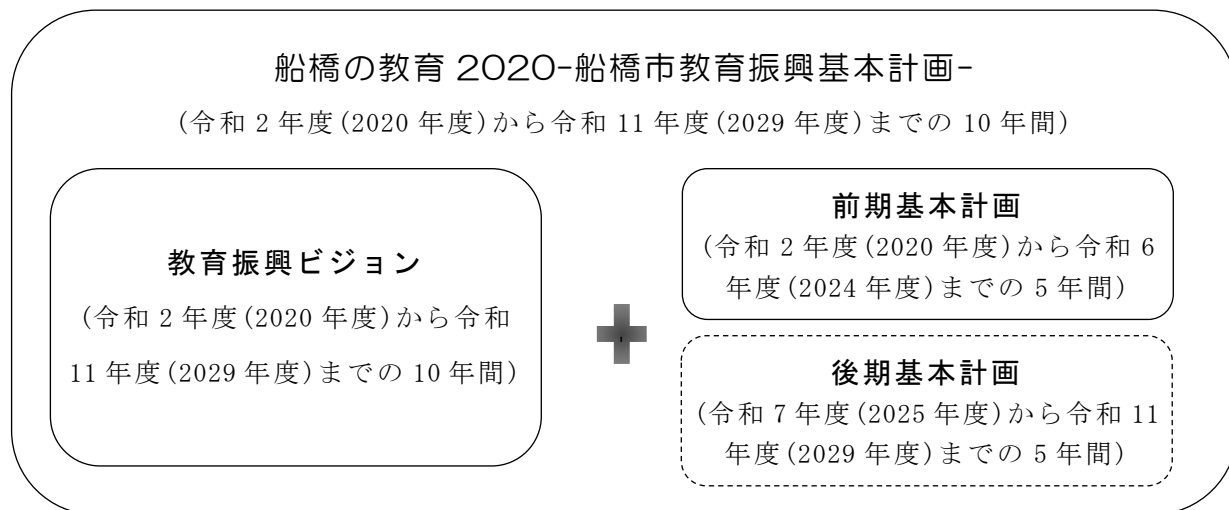 船橋の教育 2020-船橋市教育振興基本計画-
(令和 2 年度(2020 年度)から令和 11 年度(2029 年度)までの 10 年間)
教育振興ビジョン
(令和 2 年度(2020 年度)から令和
11 年度(2029 年度)までの 10 年間)
前期基本計画
(令和 2 年度(2020 年度)から令和 6
年度(2024 年度)までの 5 年間)
後期基本計画
(令和 7 年度(2025 年度)から令和 11
年度(2029 年度)までの 5 年間)